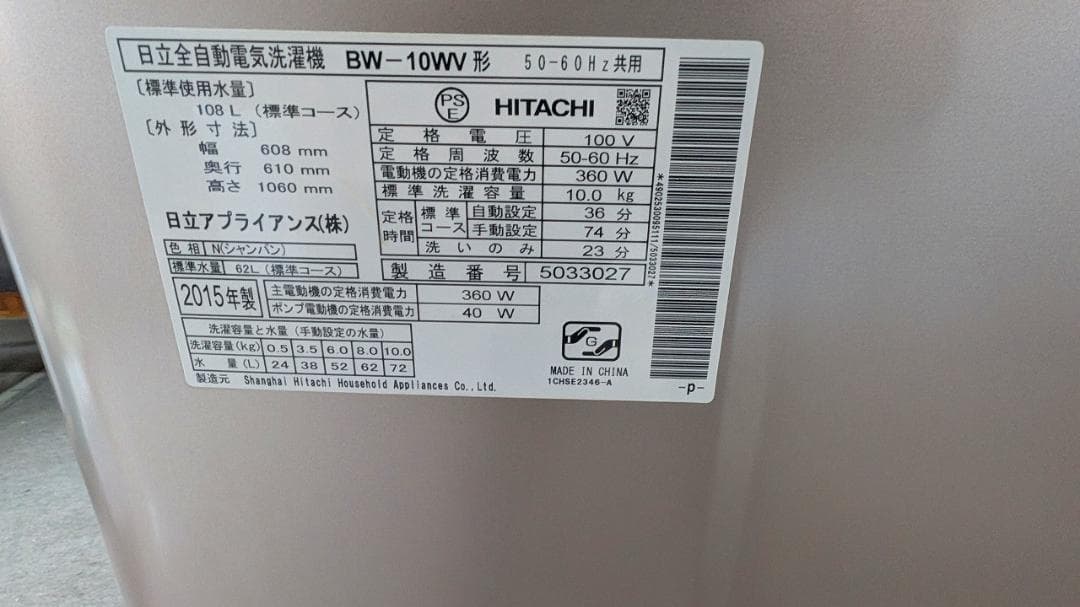 日立全自動電気洗濯機 BW-10WV 形 50-60Hz共用
〔標準使用水量〕
108 L (標準コース)
〔外形寸法〕
幅 608 mm
奥行 610 mm
高さ 1060 mm
日立アプライアンス(株)
色相 N(シャンパン)
標準水量 62L (標準コース)
PS
E
HITACHI
定格電圧 100 V
定格周波数 50-60 Hz
電動機の定格消費電力 360 W
標準洗濯容量 10.0 kg
定格時間 標準コース 自動設定 36 分
手動設定 74 分
洗いのみ 23 分
製造番号 5033027
2015年製
主電動機の定格消費電力 360 W
ポンプ電動機の定格消費電力 40 W
洗濯容量と水量 (手動設定の水量)
洗濯容量(kg) 0.5 3.5 6.0 8.0 10.0
水量(L) 24 38 52 62 72
製造元 Shanghai Hitachi Household Appliances Co.,Ltd.
G
MADE IN CHINA
1CHSE2346-A
-p-